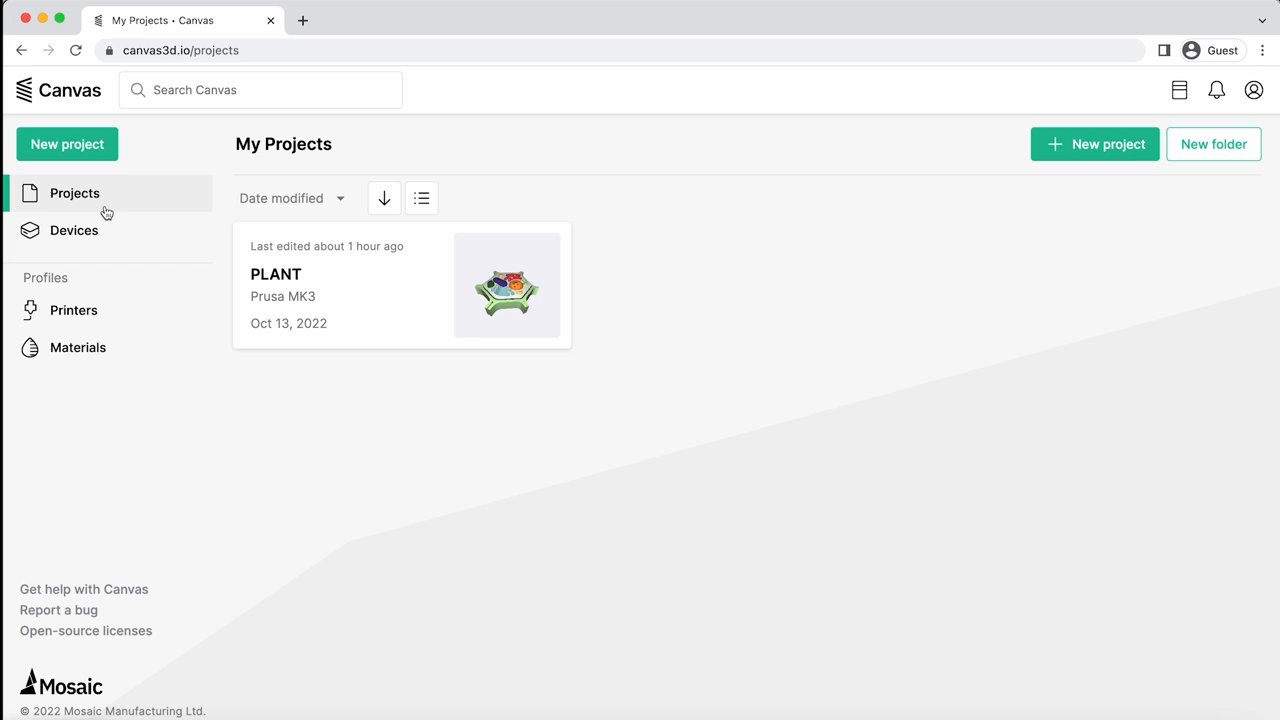 My Projects • Canvas
canvas3d.io/projects
Guest
Canvas
Search Canvas
New project
My Projects
New project
New folder
Projects
Date modified
Devices
Last edited about 1 hour ago
PLANT
Prusa MK3
Oct 13, 2022
Profiles
Printers
Materials
Get help with Canvas
Report a bug
Open-source licenses
Mosaic
© 2022 Mosaic Manufacturing Ltd.